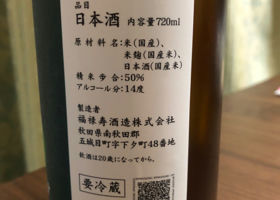 品目
日本酒 内容量720ml
原材料名:米(国産)、
米麹(国産米)、
日本酒(国産米)
精米歩合:50%
アルコール分:14度
製造者
福禄寿酒造株式会社
秋田県南秋田郡
五城目町字下夕町48番地
飲酒は20歳になってから。
要冷蔵